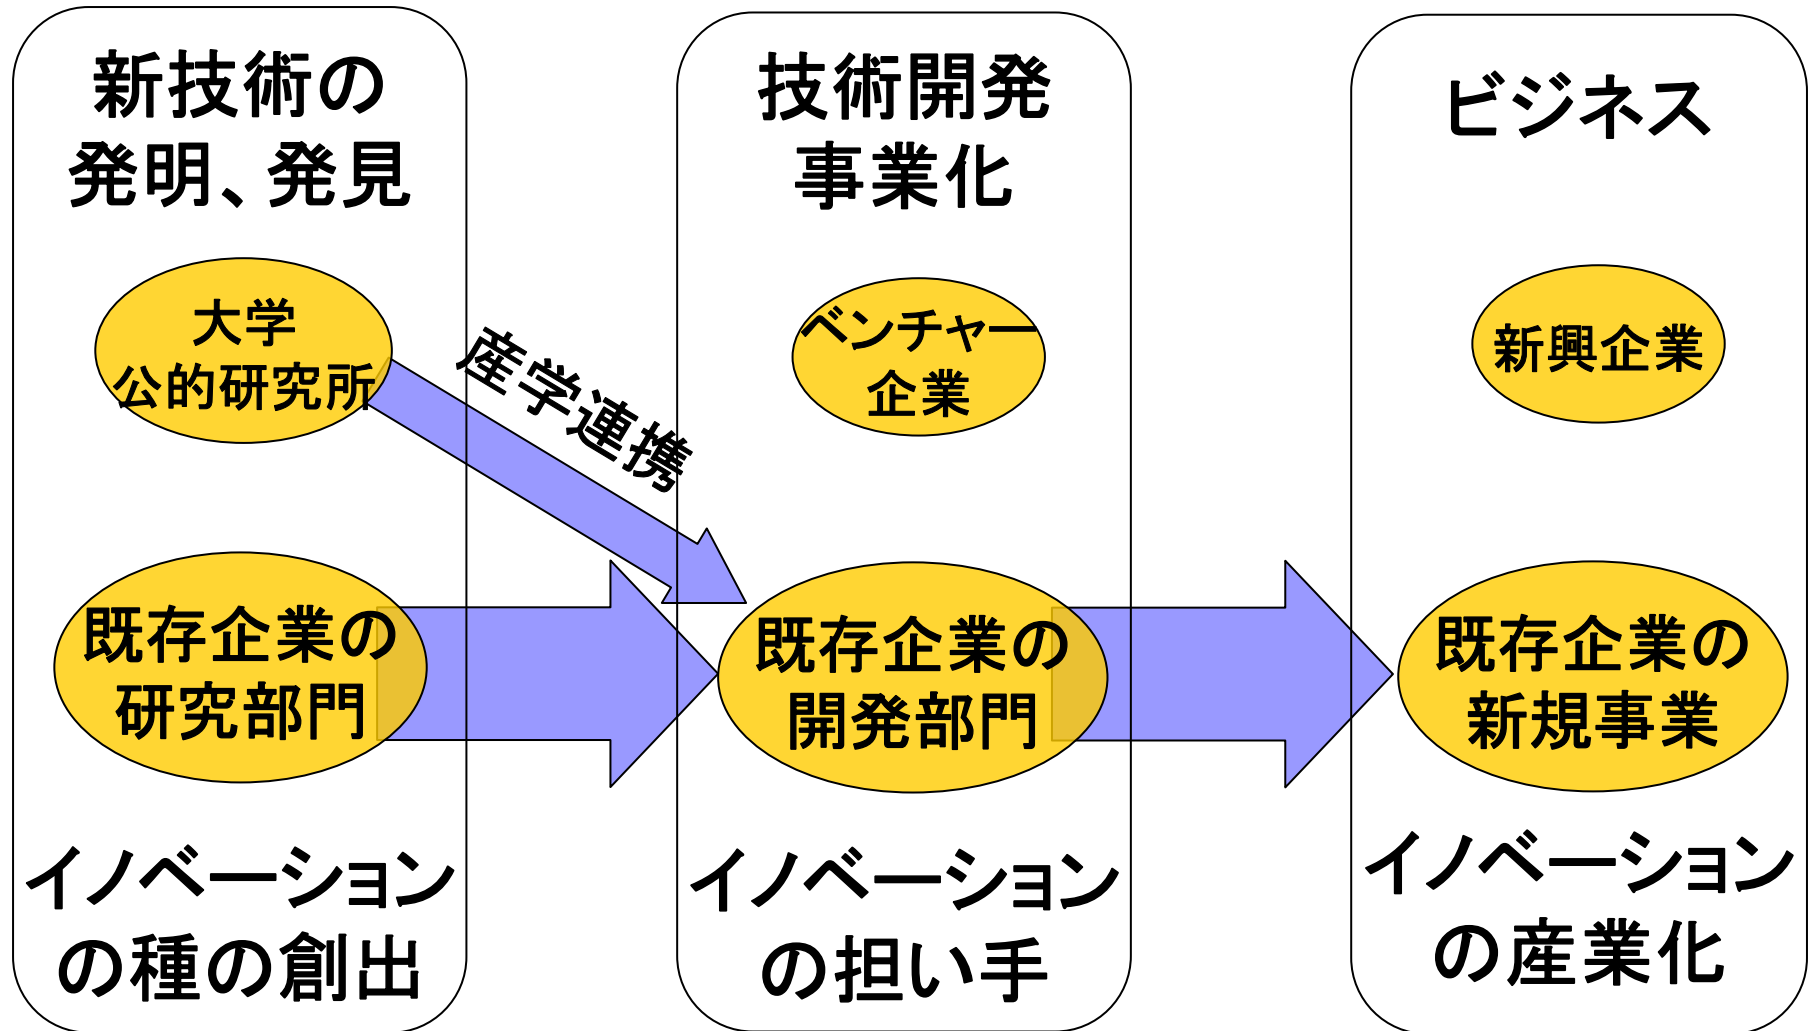 新技術の
発明、発見
大学
公的研究所
既存企業の
研究部門
イノベーション
の種の創出
産学連携
技術開発
事業化
ベンチャー
企業
既存企業の
開発部門
イノベーション
の担い手
ビジネス
新興企業
既存企業の
新規事業
イノベーション
の産業化